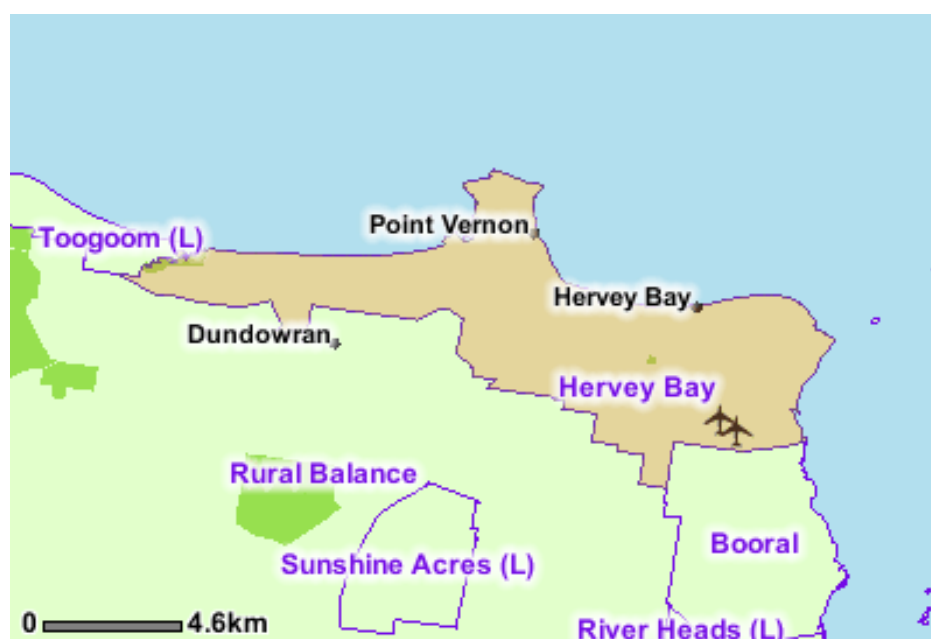 Point Vernon
Toogoom (L)
Hervey Bay
Dundowran
Hervey Bay
Rural Balance
Booral
Sunshine Acres (L)
0 4.6km
River Heads (L)